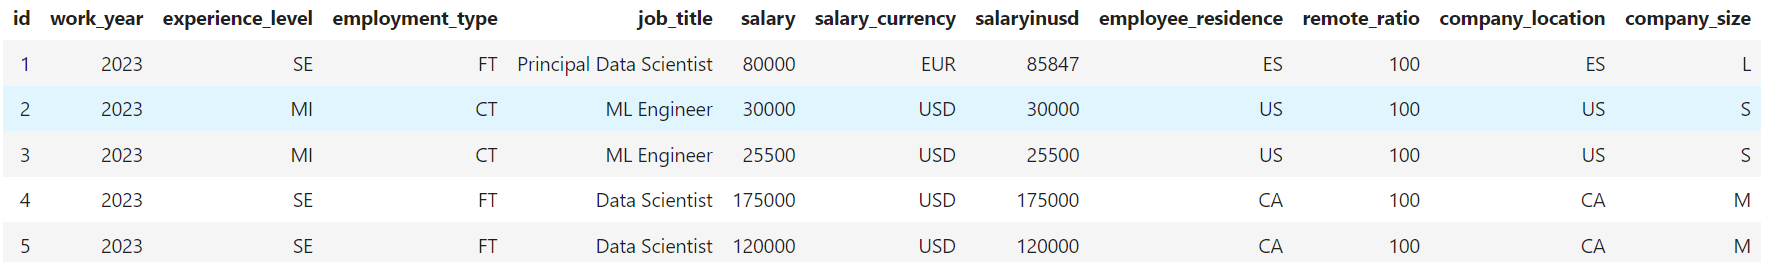 id work_year experience_level employment_type job_title salary salary_currency salaryinusd employee_residence remote_ratio company_location company_size
1 2023 SE FT Principal Data Scientist 80000 EUR 85847 ES 100 ES L
2 2023 MI CT ML Engineer 30000 USD 30000 US 100 US S
3 2023 MI CT ML Engineer 25500 USD 25500 US 100 US S
4 2023 SE FT Data Scientist 175000 USD 175000 CA 100 CA M
5 2023 SE FT Data Scientist 120000 USD 120000 CA 100 CA M